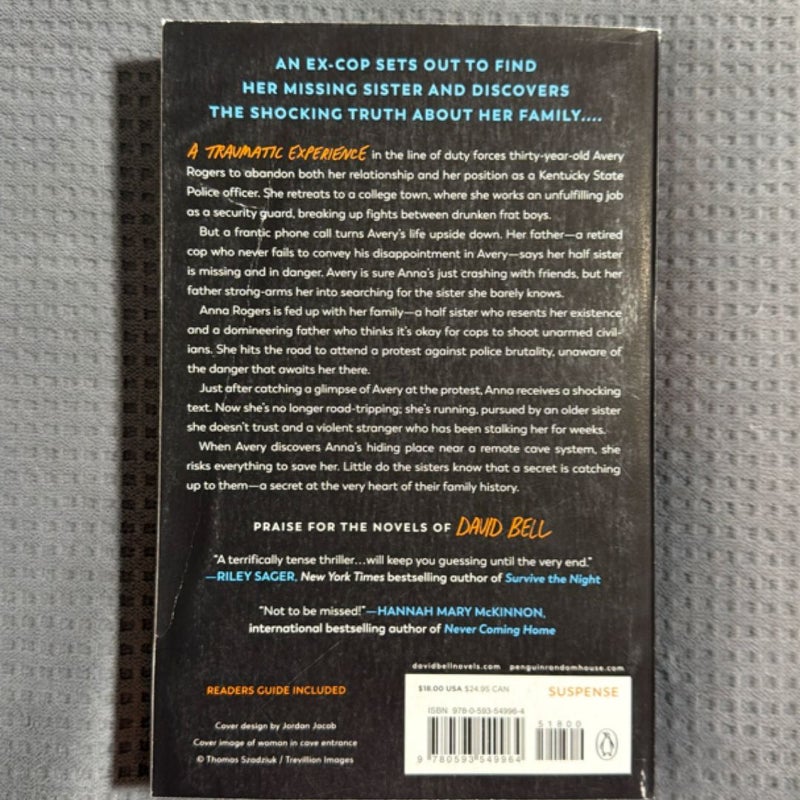 AN EX-COP SETS OUT TO FIND
HER MISSING SISTER AND DISCOVERS
THE SHOCKING TRUTH ABOUT HER FAMILY....
A TRAUMATIC EXPERIENCE in the line of duty forces thirty-year-old Avery
Rogers to abandon both her relationship and her position as a Kentucky State
Police officer. She retreats to a college town, where she works an unfulfilling job
as a security guard, breaking up fights between drunken frat boys.
But a frantic phone call turns Avery's life upside down. Her father—a retired
cop who never fails to convey his disappointment in Avery—says her half sister
is missing and in danger. Avery is sure Anna's just crashing with friends, but her
father strong-arms her into searching for the sister she barely knows.
Anna Rogers is fed up with her family—a half sister who resents her existence
and a domineering father who thinks it's okay for cops to shoot unarmed civil-
ians. She hits the road to attend a protest against police brutality, unaware of
the danger that awaits her there.
Just after catching a glimpse of Avery at the protest, Anna receives a shocking
text. Now she's no longer road-tripping; she's running, pursued by an older sister
she doesn't trust and a violent stranger who has been stalking her for weeks.
When Avery discovers Anna's hiding place near a remote cave system, she
risks everything to save her. Little do the sisters know that a secret is catching
up to them—a secret at the very heart of their family history.
PRAISE FOR THE NOVELS OF DAVID BELL
"A terrifically tense thriller...will keep you guessing until the very end."
—RILEY SAGER, New York Times bestselling author of Survive the Night
"Not to be missed!"—HANNAH MARY McKINNON,
international bestselling author of Never Coming Home
davidbellnovels.com penguinrandomhouse.com
READERS GUIDE INCLUDED
$18.00 USA $24.95 CAN SUSPENSE
ISBN: 978-0-593-54996-4
51800
9 780593 549964
Cover design by Jordan Jacob
Cover image of woman in cave entrance
© Thomas Szadziuk / Trevillion Images